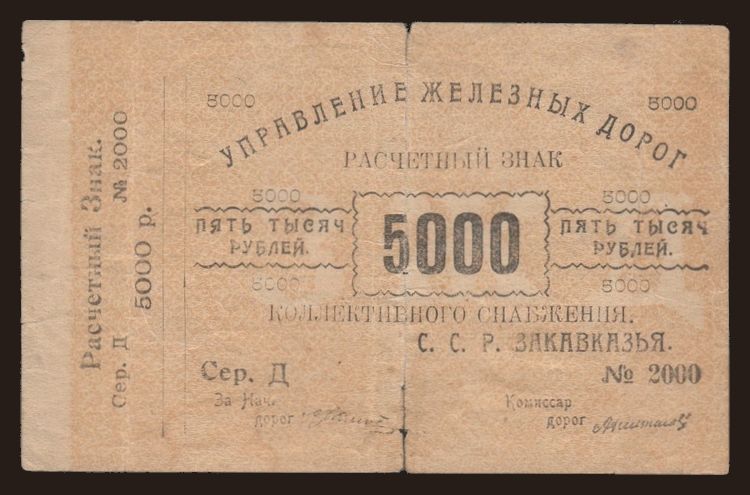 Расчетный Знак.
Сер. Д № 2000
5000 р.
5000 5000
УПРАВЛЕНИЕ ЖЕЛЕЗНЫХ ДОРОГ
РАСЧЕТНЫЙ ЗНАК
5000 5000
ПЯТЬ ТЫСЯЧ РУБЛЕЙ.
5000
ПЯТЬ ТЫСЯЧ РУБЛЕЙ.
5000 5000
КОЛЛЕКТИВНОГО СНАБЖЕНИЯ.
С. С. Р. ЗАКАВКАЗЬЯ.
Сер. Д № 2000
За Нач. дорог
Комиссар дорог